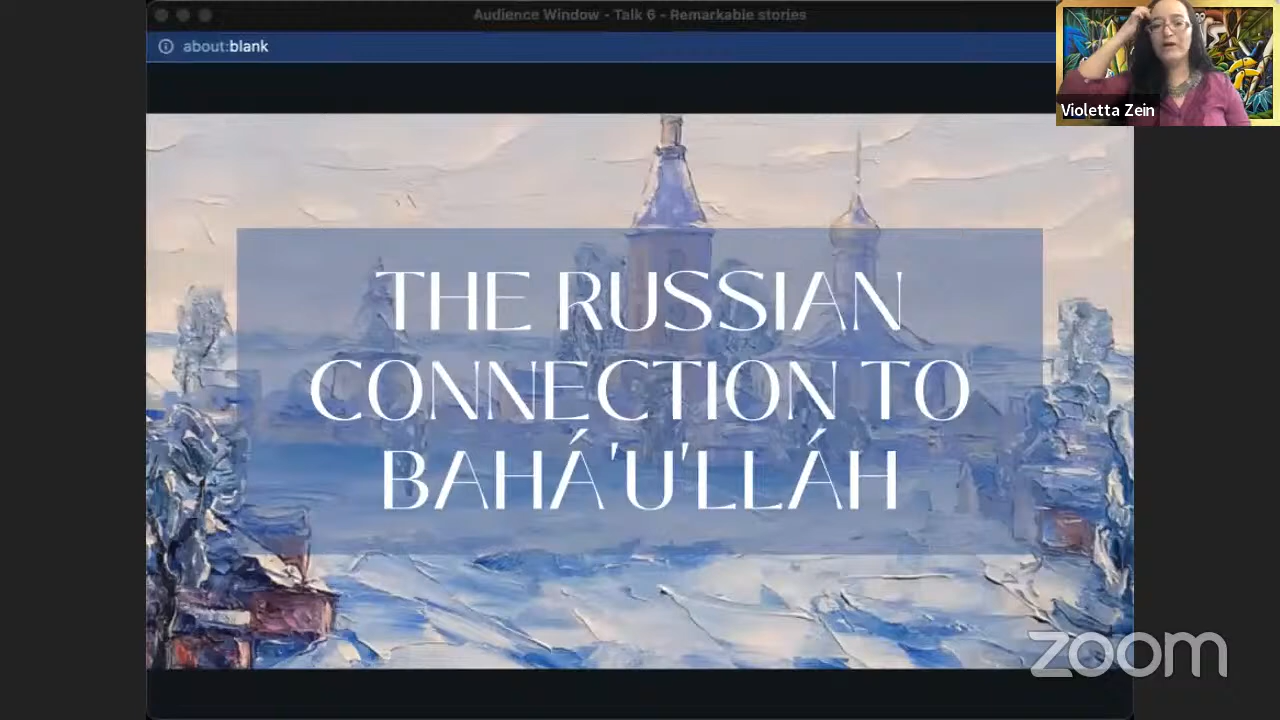 Audience Window - Talk 6 - Remarkable stories
about:blank
Violetta Zein
THE RUSSIAN
CONNECTION TO
BAHÁ'U'LLÁH
zoom